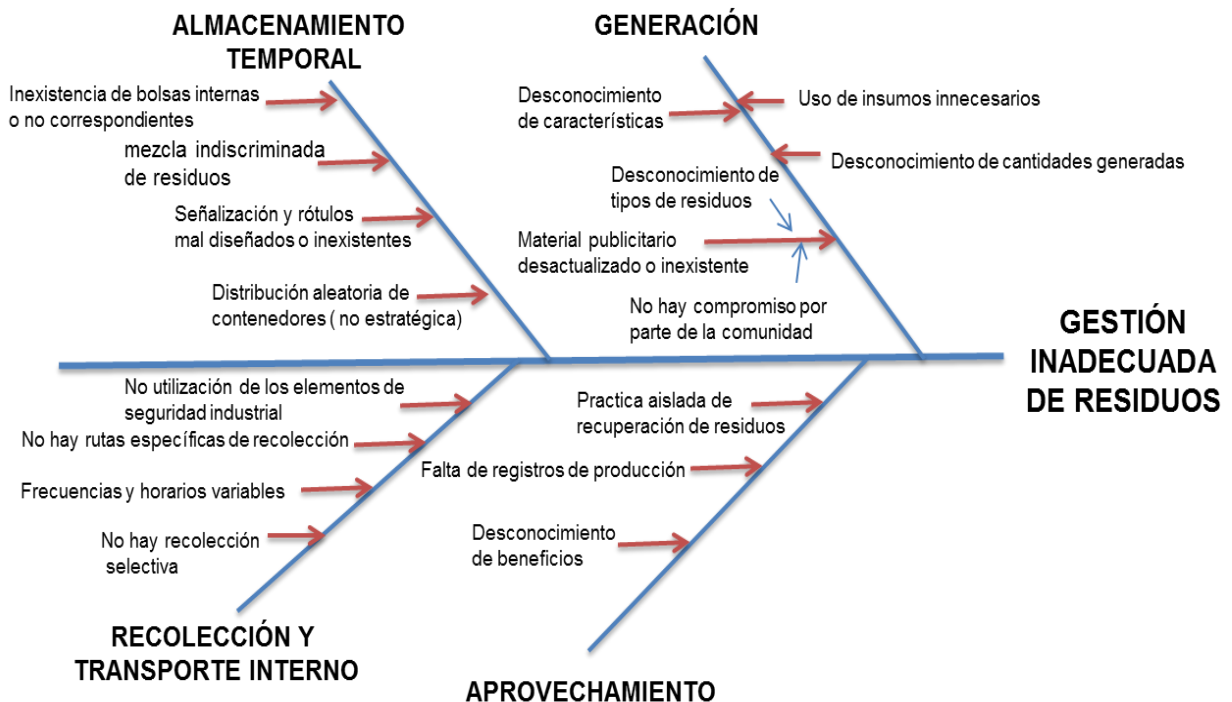 ALMACENAMIENTO
TEMPORAL
Inexistencia de bolsas internas
o no correspondientes
mezcla indiscriminada
de residuos
Señalización y rótulos
mal diseñados o inexistentes
Distribución aleatoria de
contenedores ( no estratégica)
GENERACIÓN
Desconocimiento
de características
Uso de insumos innecesarios
Desconocimiento de cantidades generadas
Desconocimiento de
tipos de residuos
Material publicitario
desactualizado o inexistente
No hay compromiso por
parte de la comunidad
GESTIÓN
INADECUADA
DE RESIDUOS
No utilización de los elementos de
seguridad industrial
No hay rutas específicas de recolección
Frecuencias y horarios variables
No hay recolección
selectiva
RECOLECCIÓN Y
TRANSPORTE INTERNO
Practica aislada de
recuperación de residuos
Falta de registros de producción
Desconocimiento
de beneficios
APROVECHAMIENTO